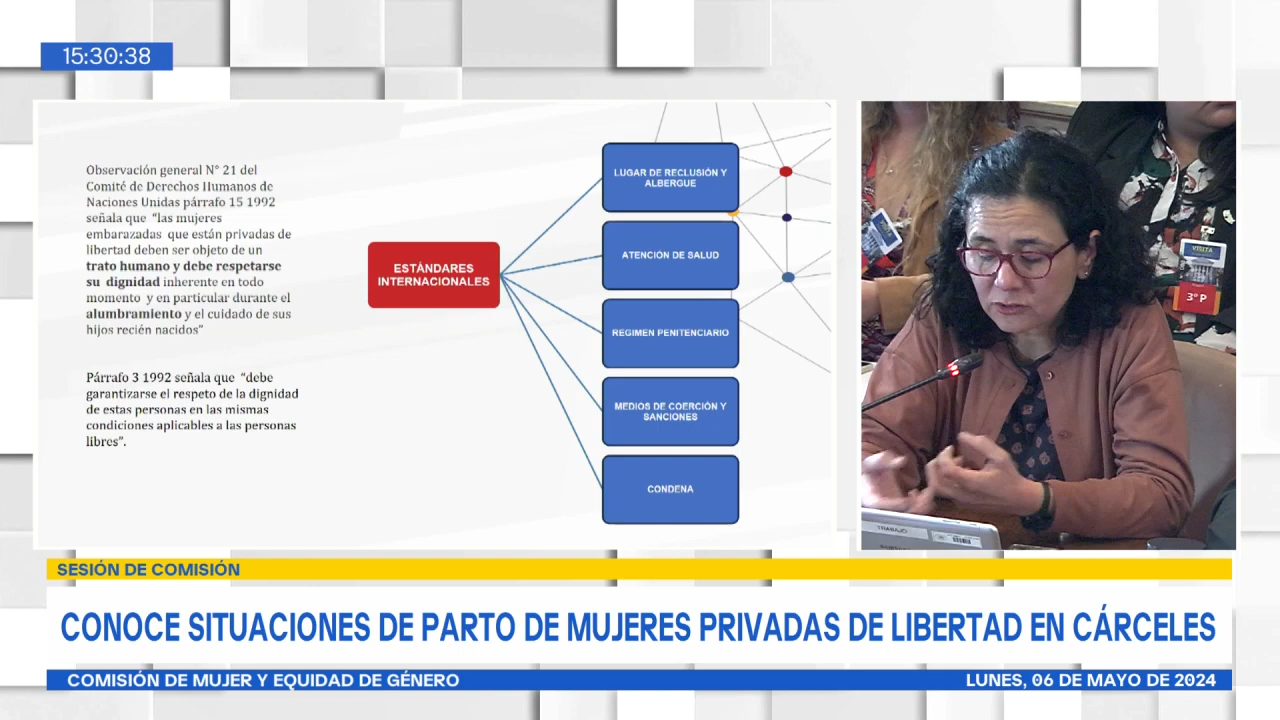 15:30:38
Observación general N° 21 del
Comité de Derechos Humanos de
Naciones Unidas párrafo 15 1992
señala que "las mujeres
embarazadas que están privadas de
libertad deben ser objeto de un
trato humano y debe respetarse
su dignidad inherente en todo
momento y en particular durante el
alumbramiento y el cuidado de sus
hijos recién nacidos"
Párrafo 3 1992 señala que "debe
garantizarse el respeto de la dignidad
de estas personas en las mismas
condiciones aplicables a las personas
libres".
ESTÁNDARES
INTERNACIONALES
LUGAR DE RECLUSIÓN Y
ALBERGUE
ATENCIÓN DE SALUD
REGIMEN PENITENCIARIO
MEDIOS DE COERCIÓN Y
SANCIONES
CONDENA
VISITA
3° P
TRABAJO
SESIÓN DE COMISIÓN
CONOCE SITUACIONES DE PARTO DE MUJERES PRIVADAS DE LIBERTAD EN CÁRCELES
COMISIÓN DE MUJER Y EQUIDAD DE GÉNERO
LUNES, 06 DE MAYO DE 2024